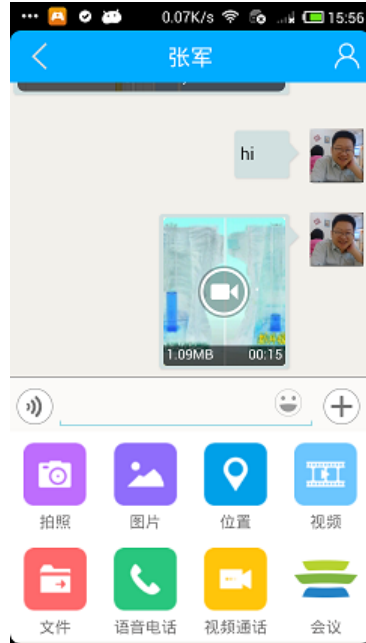 0.07K/s 15:56
张军
hi
1.09MB 00:15
拍照 图片 位置 视频
文件 语音电话 视频通话 会议